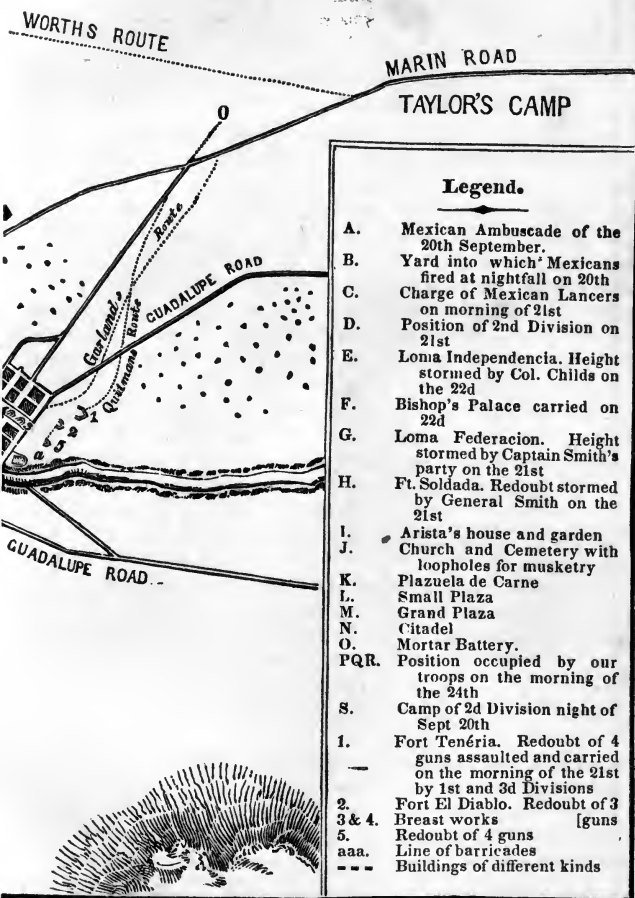 WORTHS ROUTE
MARIN ROAD
TAYLOR'S CAMP
O
Garland's Route
Quitmans Route
GUADALUPE ROAD
1
2
3
4
5
a
GUADALUPE ROAD
Legend.
A. Mexican Ambuscade of the
20th September.
B. Yard into which Mexicans
fired at nightfall on 20th
C. Charge of Mexican Lancers
on morning of 21st
D. Position of 2nd Division on
21st
E. Loma Independencia. Height
stormed by Col. Childs on
the 22d
F. Bishop's Palace carried on
22d
G. Loma Federacion. Height
stormed by Captain Smith's
party on the 21st
H. Ft. Soldada. Redoubt stormed
by General Smith on the
21st
I. Arista's house and garden
J. Church and Cemetery with
loopholes for musketry
K. Plazuela de Carne
L. Small Plaza
M. Grand Plaza
N. Citadel
O. Mortar Battery.
PQR. Position occupied by our
troops on the morning of
the 24th
S. Camp of 2d Division night of
Sept 20th
1. Fort Tenéria. Redoubt of 4
guns assaulted and carried
on the morning of the 21st
by 1st and 3d Divisions
2. Fort El Diablo. Redoubt of 3
3 & 4. Breast works [guns
5. Redoubt of 4 guns
aaa. Line of barricades
--- Buildings of different kinds